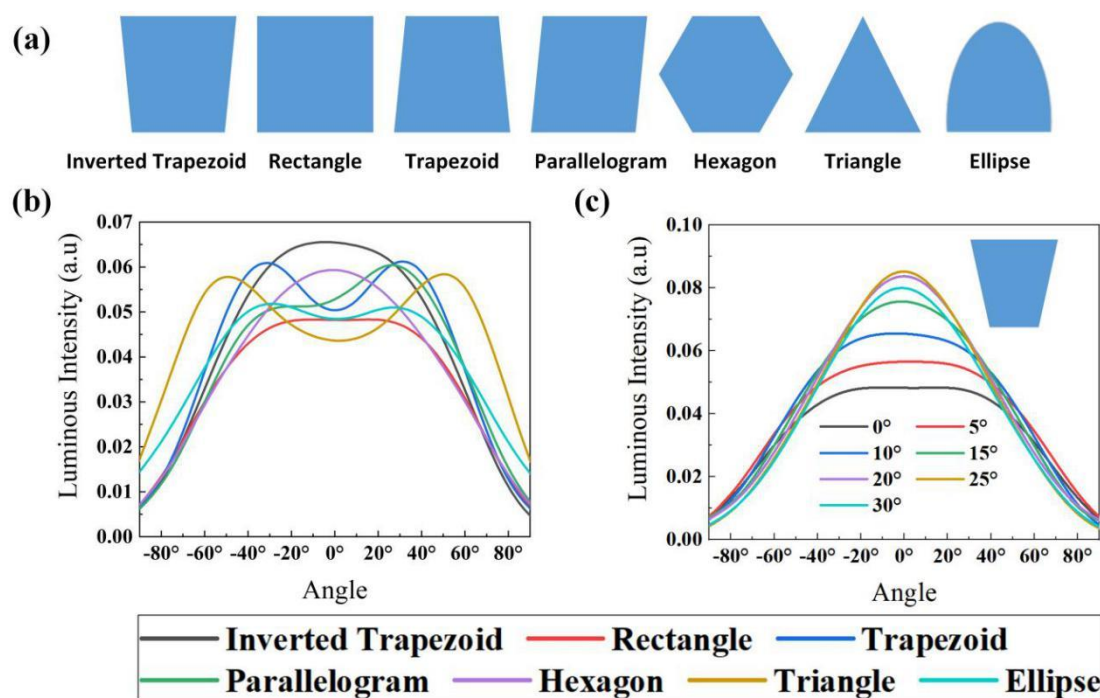 (a)
Inverted Trapezoid Rectangle Trapezoid Parallelogram Hexagon Triangle Ellipse
(b)
Luminous Intensity (a.u)
0.07
0.06
0.05
0.04
0.03
0.02
0.01
0.00
-80° -60° -40° -20° 0° 20° 40° 60° 80°
Angle
(c)
Luminous Intensity (a.u)
0.10
0.08
0.06
0.04
0.02
0.00
0° 5°
10° 15°
20° 25°
30°
-80° -60° -40° -20° 0° 20° 40° 60° 80°
Angle
Inverted Trapezoid Rectangle Trapezoid
Parallelogram Hexagon Triangle Ellipse